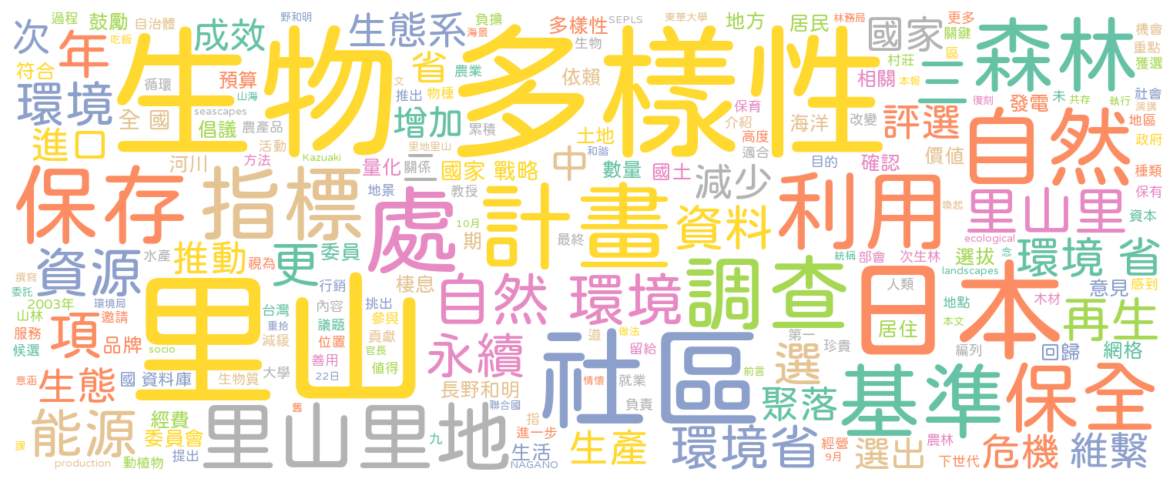 野和明
過程
自治體
負擔
多樣性
SEPLS
東華大學
林務局
更多
機會
次
年
鼓勵
成效
生態系
海景
生物
地方
居民
國家
關鍵
重點
符合
吃飯
生物多樣性
省
農業
文
依賴
村莊
區
三
森林
獲選
環境
預算
循環
山海
推出
物種
保育
相關
本報
復刻
共存
執行
社會
演講
seascapes
增加
累積
土地
介紹
海洋
改變
評選
發電
未
地區
政府
全國
倡議
農產品
里地里山
和諧
高度
適合
進口
活動
河川
方法
Kazuaki
量化
關係
二
國家 戰略
中
數量
國土
目的
確認
價值
自然
種類
保有
保存
指標
地景
教授
處
計畫
減少
利用
喚起
里山里
資本
10月
期
資料
最終
統稱
部會
次生林
ecological
念
資源
水產
推動
視為
更
委員
棲息
自然 環境
調查
選拔
landscapes
環境 省
撰寫
委託
2003年
環境局
行銷
挑出
內容
參與
人類
日本
地點
木材
意見
感到
山林
項
邀請
台灣
重拾
議題
貢獻
道
做法
第一
居住
本文
再生
服務
候選
品牌
減緩
位置
里山
永續
留給
社區
珍貴
編列
回歸
網格
socio
善用
官長
值得
選
意涵
生態
國 資料庫
生物質
大學
22日
長野和明
情懷
就業
前言
聚落
基準
保全
舊
聯合國
指
負責
能源
經費
委員會
里山里地
九
進一步
生活
生產
環境省
經營
農林
選出
危機
維繫
課
production
動植物
提出
NAGANO
9月
下世代